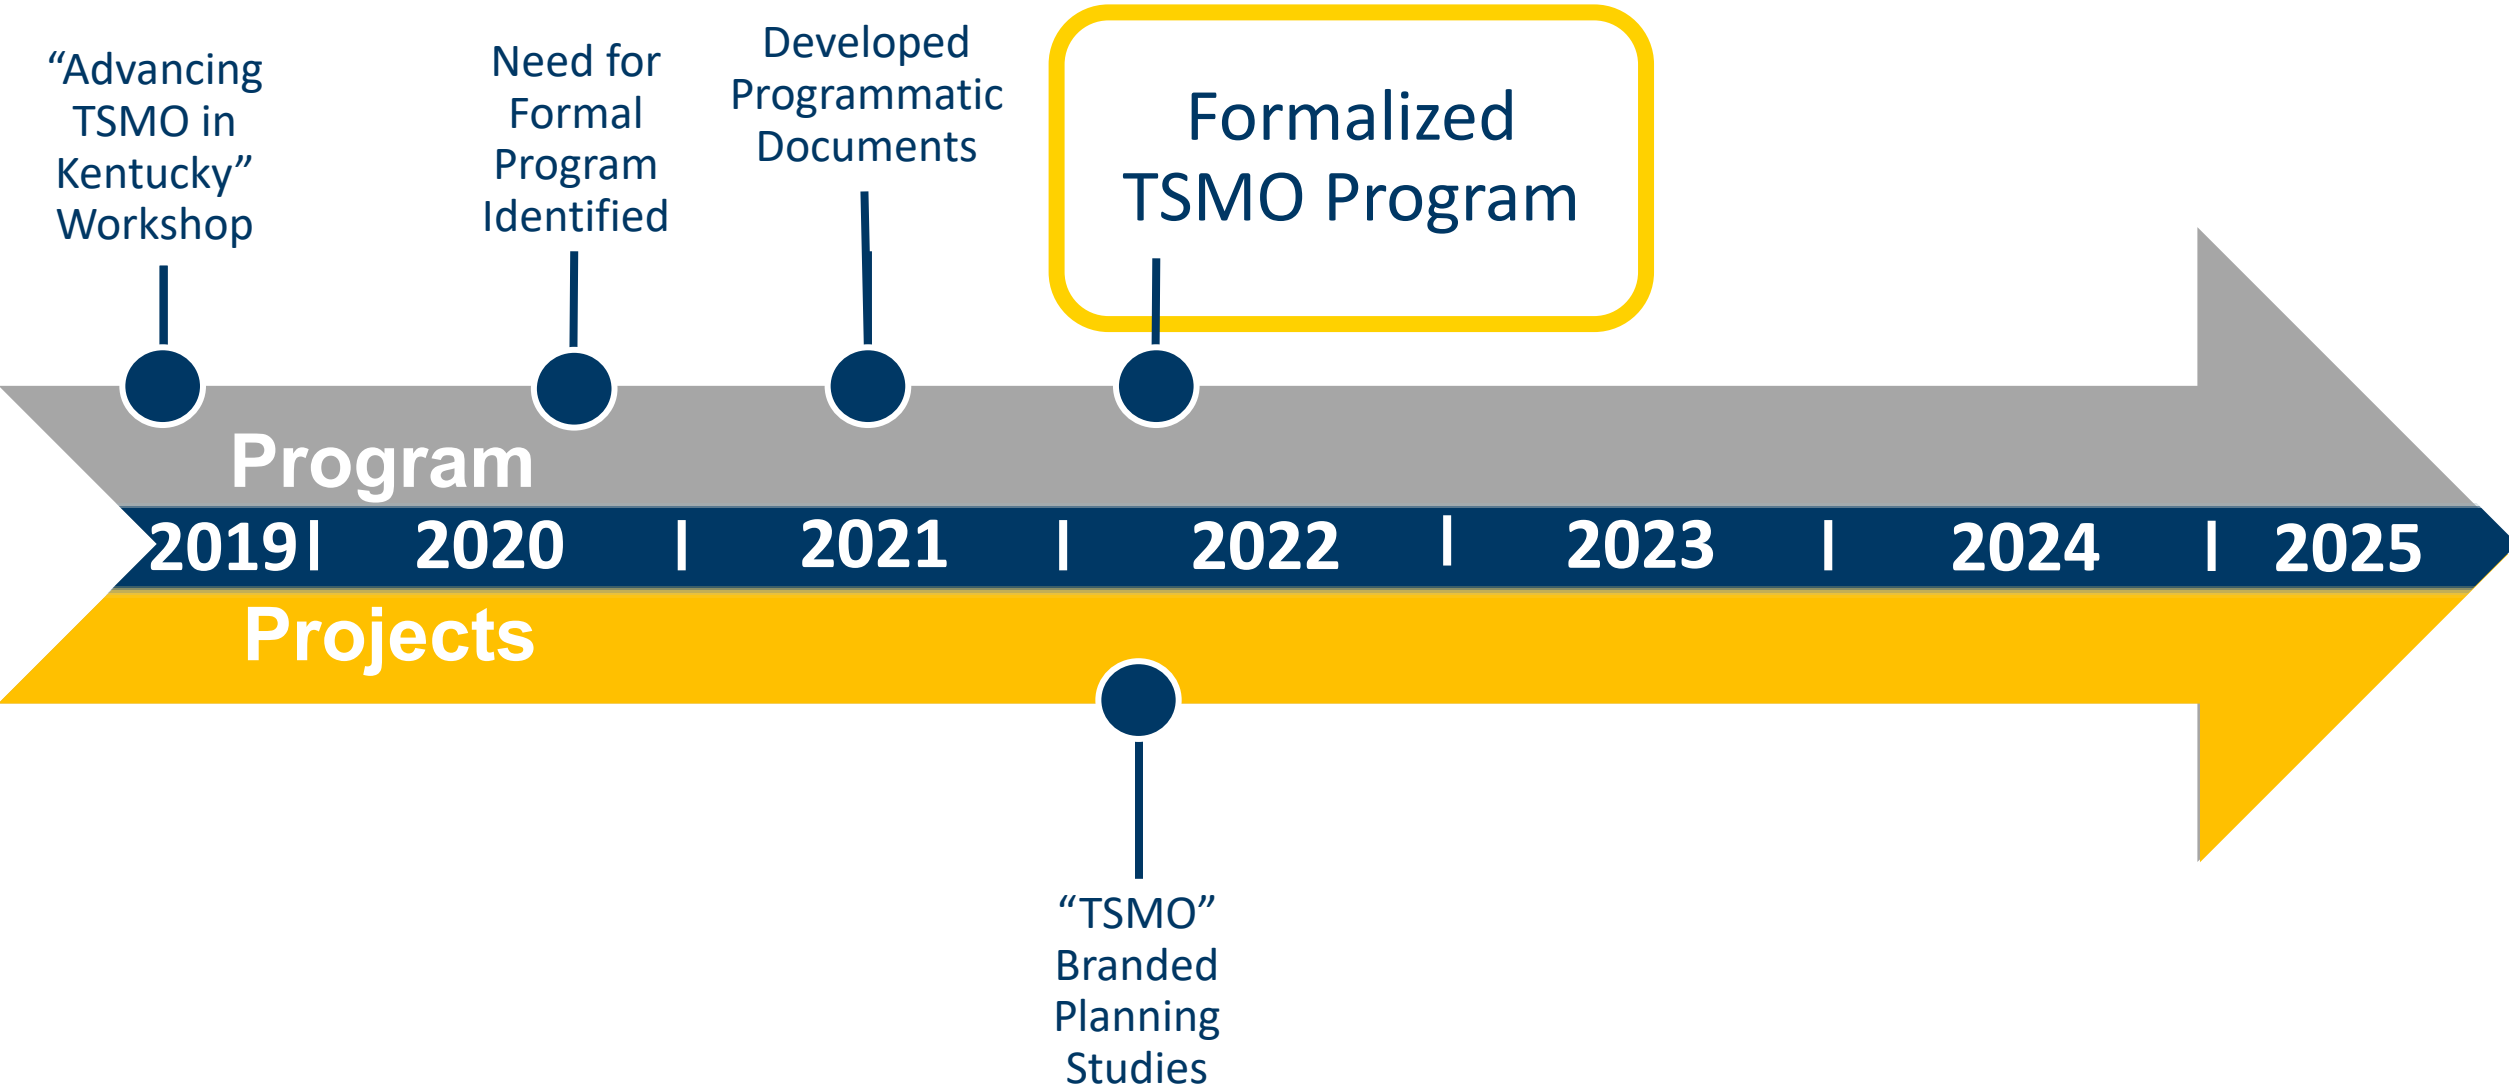 “Advancing
TSMO in
Kentucky”
Workshop
Need for
Formal
Program
Identified
Developed
Programmatic
Documents
Formalized
TSMO Program
Program
2019 | 2020 | 2021 | 2022 | 2023 | 2024 | 2025
Projects
“TSMO”
Branded
Planning
Studies